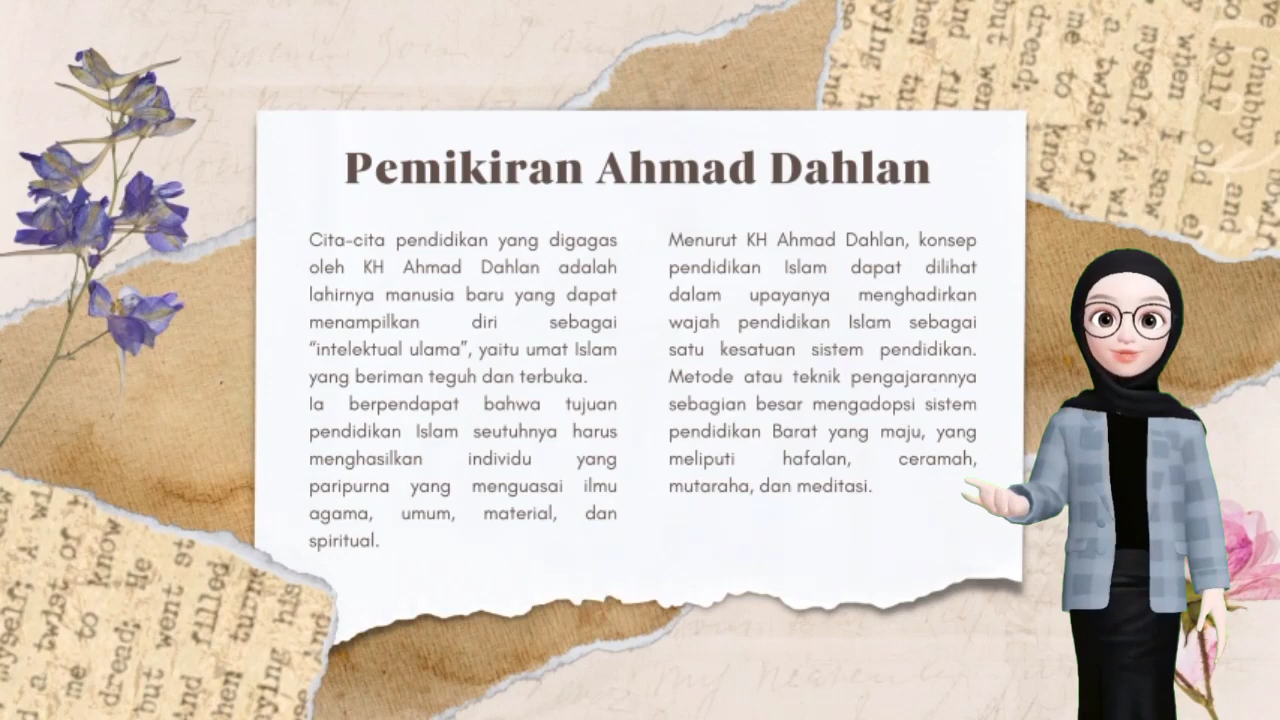 Pemikiran Ahmad Dahlan
Cita-cita pendidikan yang digagas
oleh KH Ahmad Dahlan adalah
lahirnya manusia baru yang dapat
menampilkan diri sebagai
“intelektual ulama”, yaitu umat Islam
yang beriman teguh dan terbuka.
Ia berpendapat bahwa tujuan
pendidikan Islam seutuhnya harus
menghasilkan individu yang
paripurna yang menguasai ilmu
agama, umum, material, dan
spiritual.
Menurut KH Ahmad Dahlan, konsep
pendidikan Islam dapat dilihat
dalam upayanya menghadirkan
wajah pendidikan Islam sebagai
satu kesatuan sistem pendidikan.
Metode atau teknik pengajarannya
sebagian besar mengadopsi sistem
pendidikan Barat yang maju, yang
meliputi hafalan, ceramah,
mutaraha, dan meditasi.